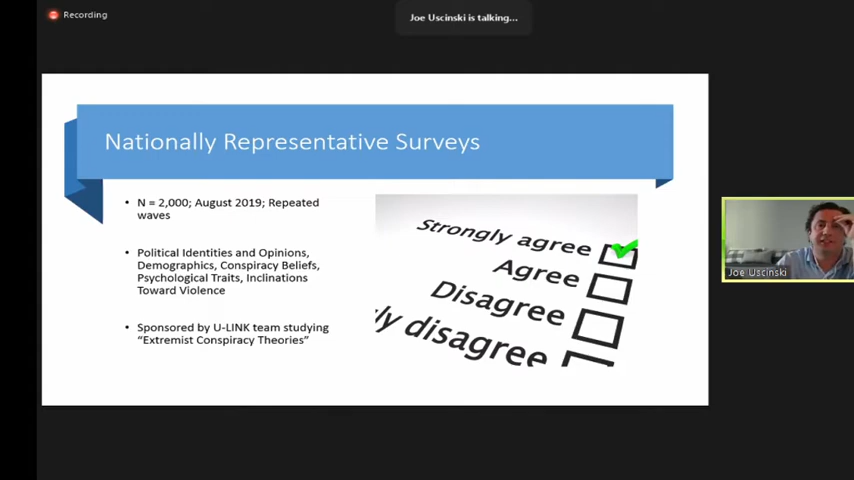 Recording
Joe Uscinski is talking...
Nationally Representative Surveys
• N = 2,000; August 2019; Repeated
waves
• Political Identities and Opinions,
Demographics, Conspiracy Beliefs,
Psychological Traits, Inclinations
Toward Violence
• Sponsored by U-LINK team studying
“Extremist Conspiracy Theories”
Strongly agree
Agree
Disagree
ly disagree
Joe Uscinski